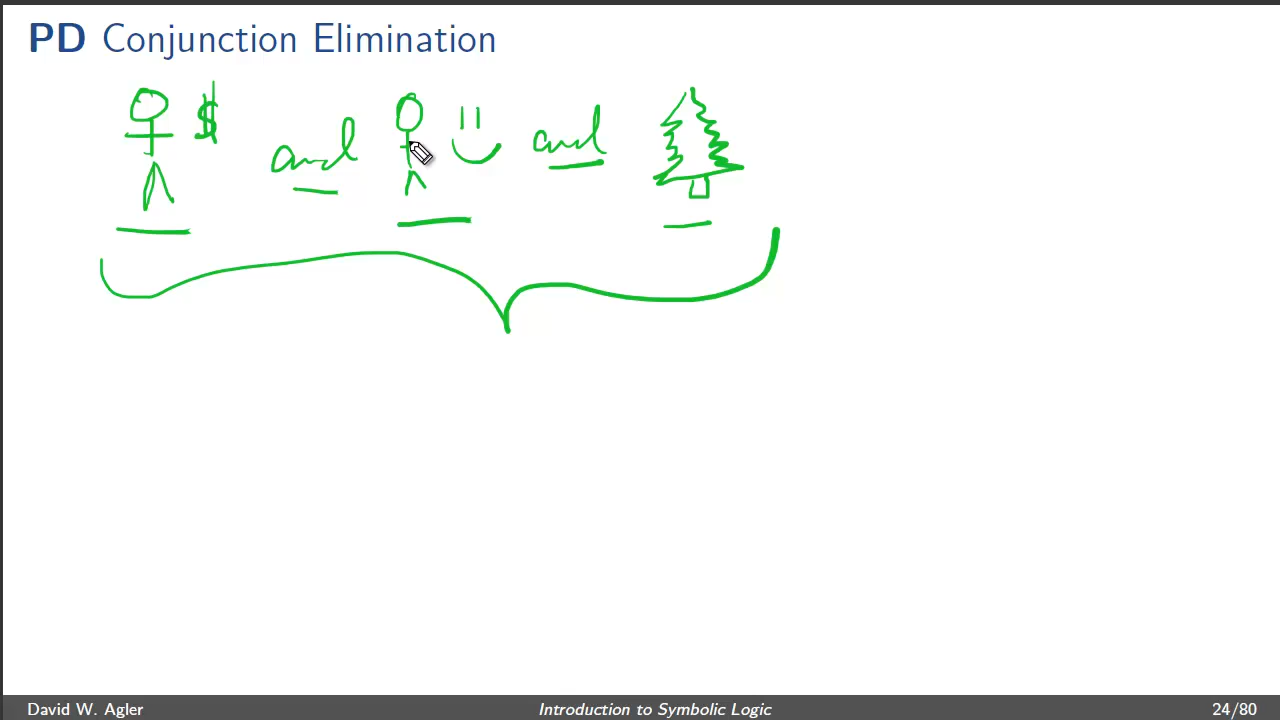 PD Conjunction Elimination
$ and and
David W. Agler Introduction to Symbolic Logic 24/80